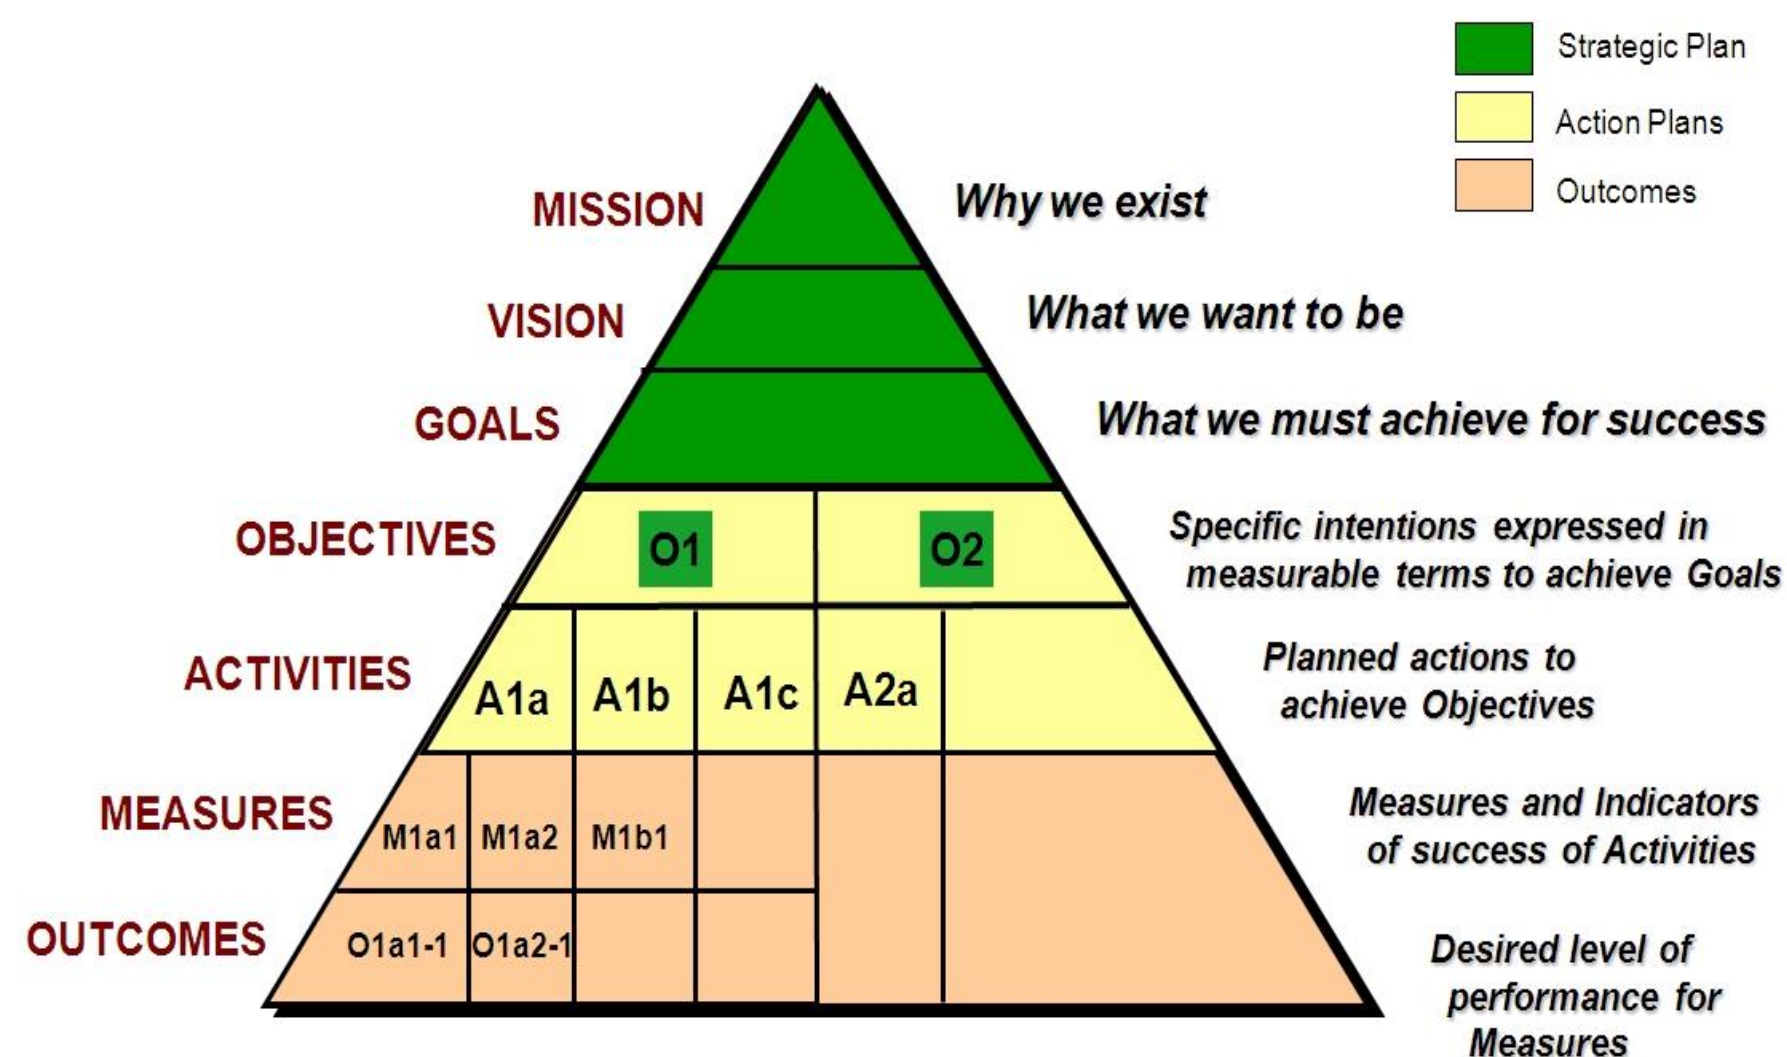 Strategic Plan
Action Plans
Outcomes
MISSION
Why we exist
VISION
What we want to be
GOALS
What we must achieve for success
OBJECTIVES
O1
O2
Specific intentions expressed in
measurable terms to achieve Goals
ACTIVITIES
A1a
A1b
A1c
A2a
Planned actions to
achieve Objectives
MEASURES
M1a1
M1a2
M1b1
Measures and Indicators
of success of Activities
OUTCOMES
O1a1-1
O1a2-1
Desired level of
performance for
Measures